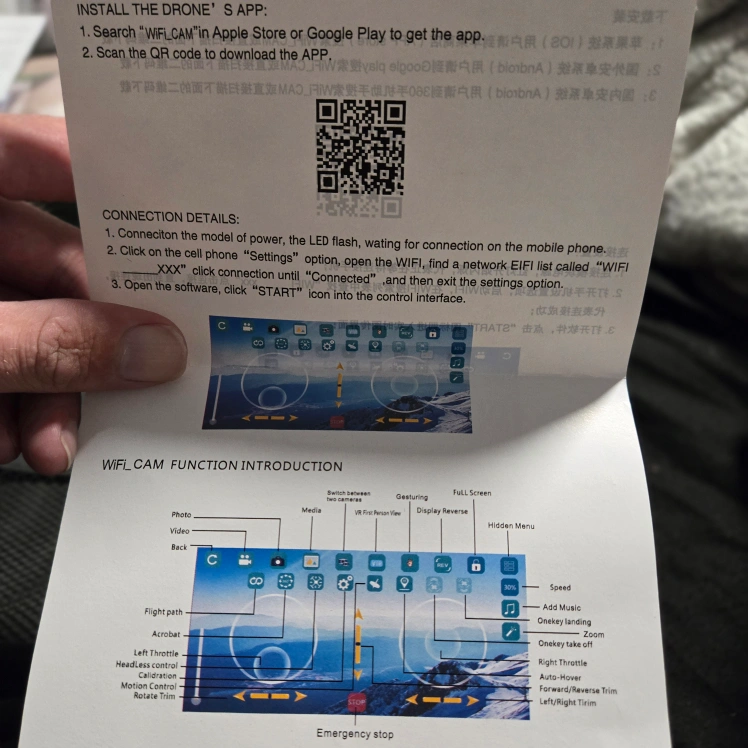 INSTALL THE DRONE'S APP:
1. Search "WiFi_CAM"in Apple Store or Google Play to get the app.
2. Scan the QR code to download the APP.
CONNECTION DETAILS:
1. Conneciton the model of power, the LED flash, wating for connection on the mobile phone.
2. Click on the cell phone "Settings" option, open the WIFI, find a network EIFI list called "WIFI
____XXX" click connection until "Connected" ,and then exit the settings option.
3. Open the software, click "START" icon into the control interface.
STOP
WiFi_CAM FUNCTION INTRODUCTION
Photo
Video
Back
Media
Switch between
two cameras
VR First Person View
Gesturing
Display Reverse
FuLL Screen
Hidden Menu
REV
30%
Flight path
Acrobat
Left Throttle
HeadLess control
Calidration
Motion Control
Rotate Trim
Speed
Add Music
Onekey landing
Zoom
Onekey take off
Right Throttle
Auto-Hover
Forward/Reverse Trim
Left/Right Tirim
STOP
Emergency stop